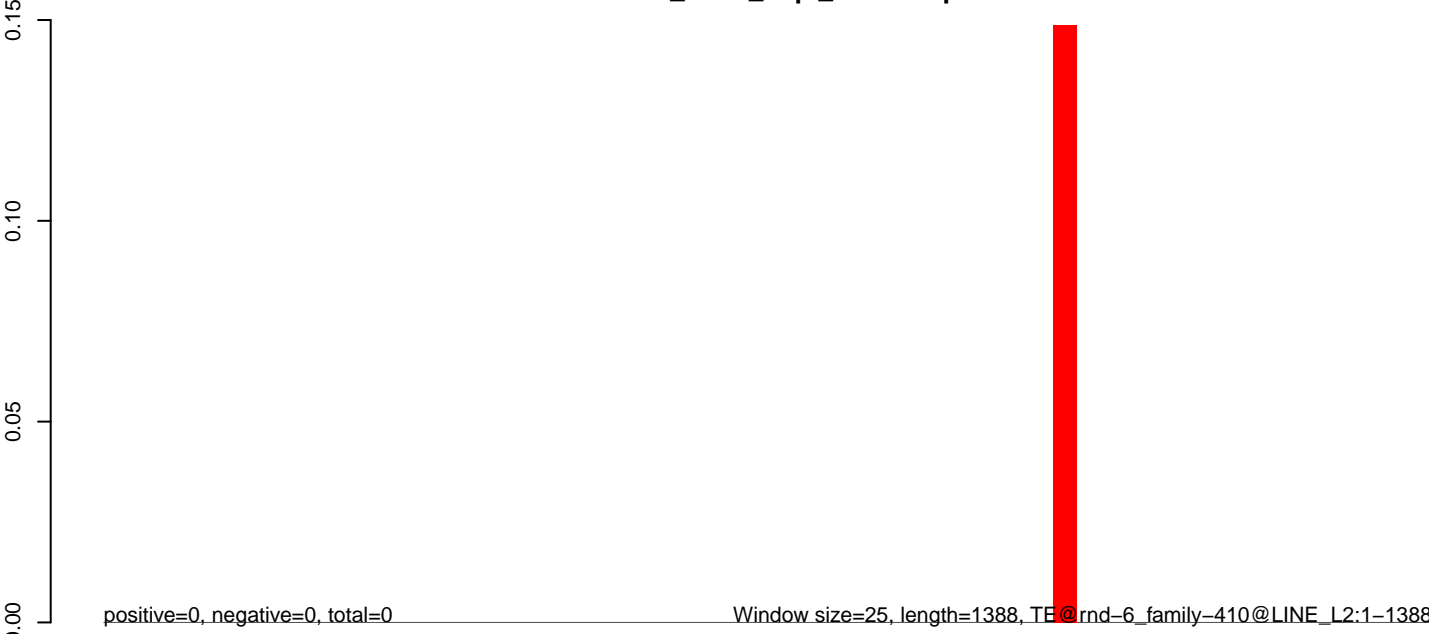 0.15
0.10
0.05
0.00
positive=0, negative=0, total=0
Window size=25, length=1388, TE@rnd−6_family−410@LINE_L2:1−1388